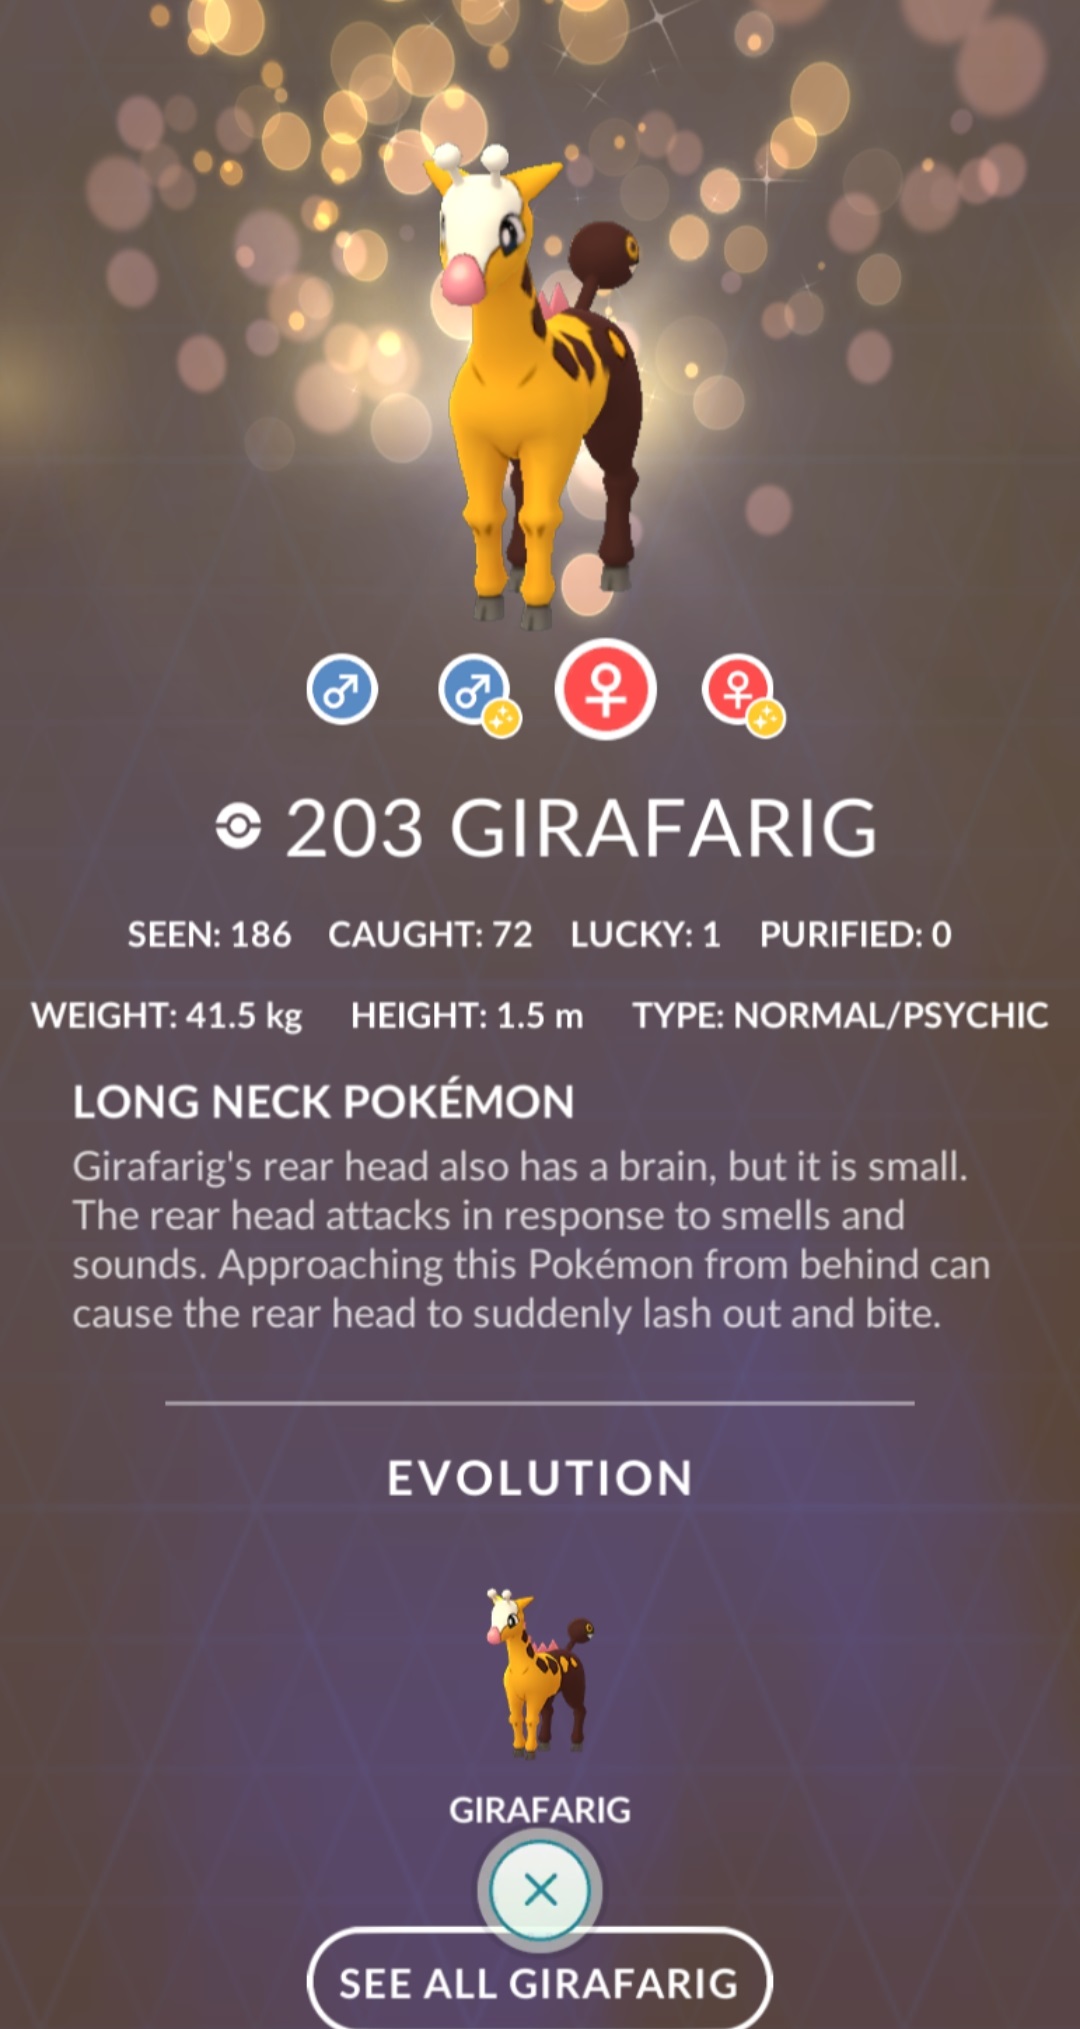 203 GIRAFARIG
SEEN: 186 CAUGHT: 72 LUCKY: 1 PURIFIED: 0
WEIGHT: 41.5 kg HEIGHT: 1.5 m TYPE: NORMAL/PSYCHIC
LONG NECK POKÉMON
Girafarig's rear head also has a brain, but it is small.
The rear head attacks in response to smells and
sounds. Approaching this Pokémon from behind can
cause the rear head to suddenly lash out and bite.
EVOLUTION
GIRAFARIG
SEE ALL GIRAFARIG